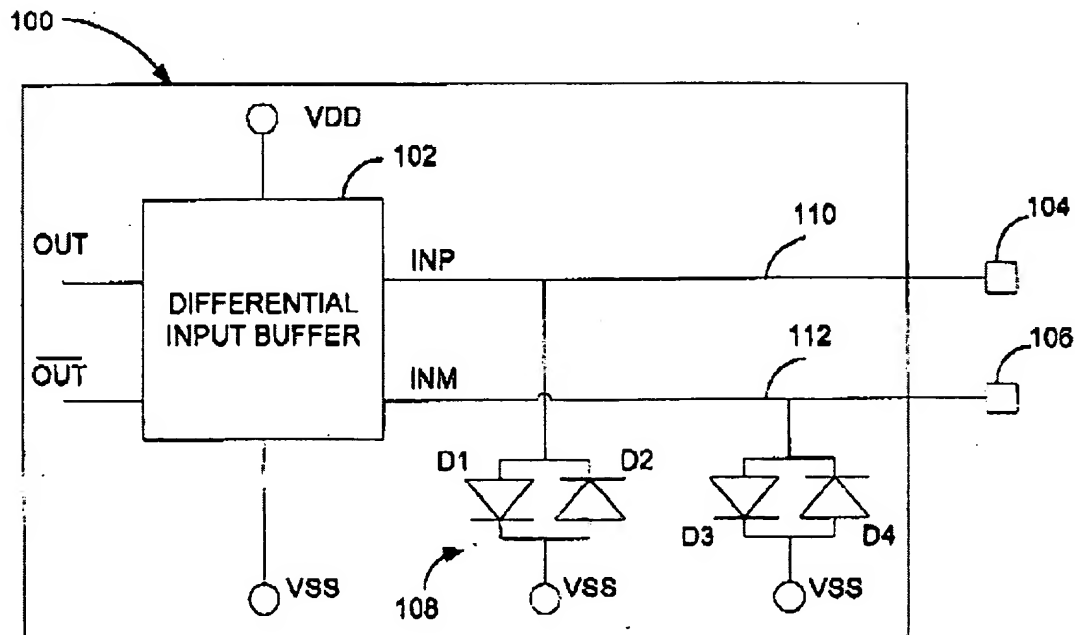 100
VDD
102
OUT
INP
110
104
DIFFERENTIAL
INPUT BUFFER
OUT
INM
112
106
D1
D2
D3
D4
108
VSS
VSS
VSS